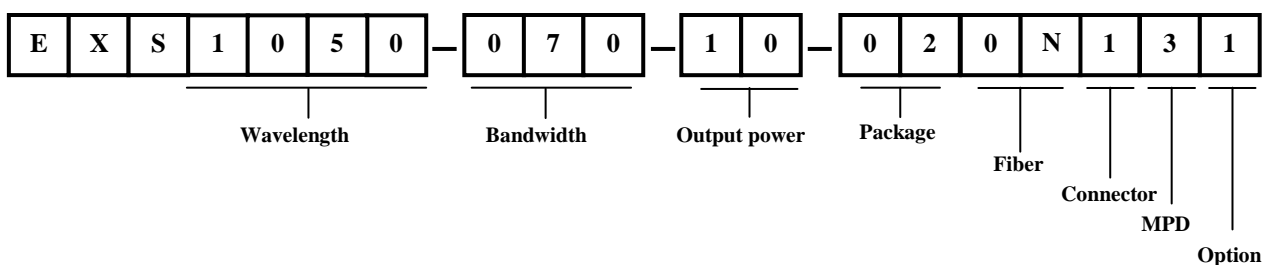 E X S 1 0 5 0 – 0 7 0 – 1 0 – 0 2 0 N 1 3 1
Wavelength Bandwidth Output power Package
Fiber
Connector
MPD
Option